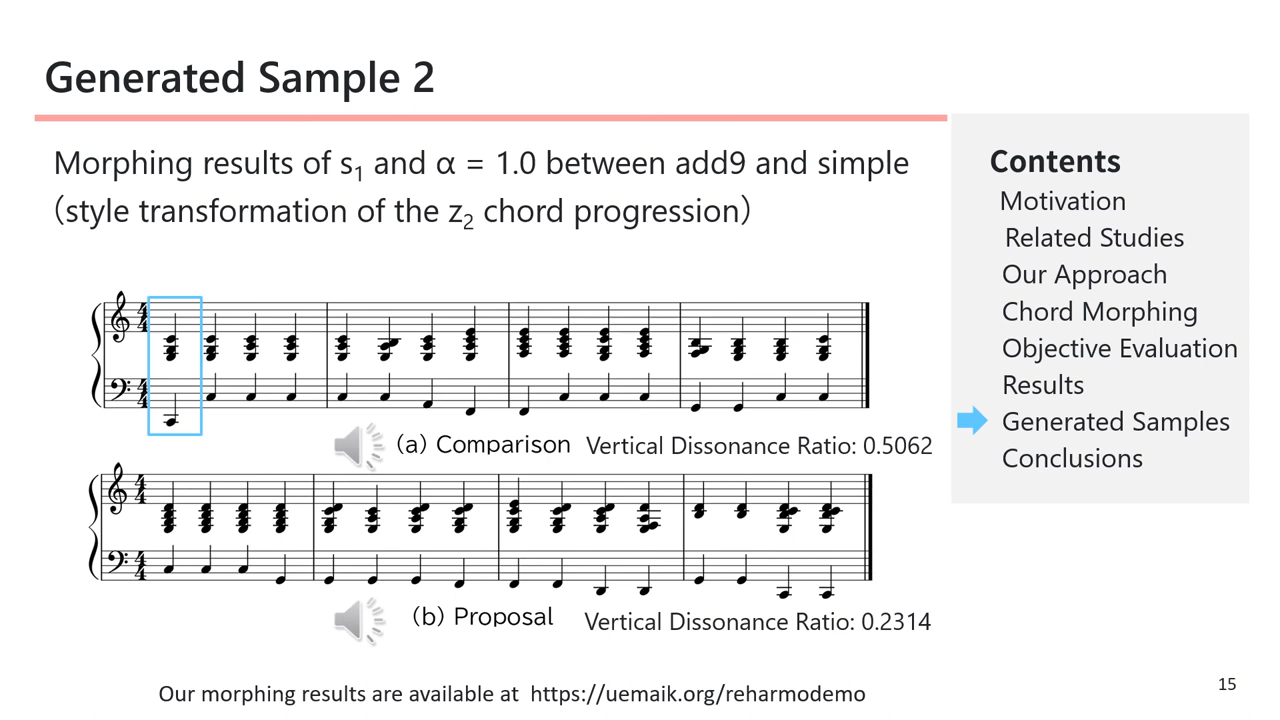 Generated Sample 2
Morphing results of s₁ and α = 1.0 between add9 and simple
(style transformation of the z₂ chord progression)
(a) Comparison Vertical Dissonance Ratio: 0.5062
(b) Proposal Vertical Dissonance Ratio: 0.2314
Our morphing results are available at https://uemaik.org/reharmodemo
Contents
Motivation
Related Studies
Our Approach
Chord Morphing
Objective Evaluation
Results
Generated Samples
Conclusions
15